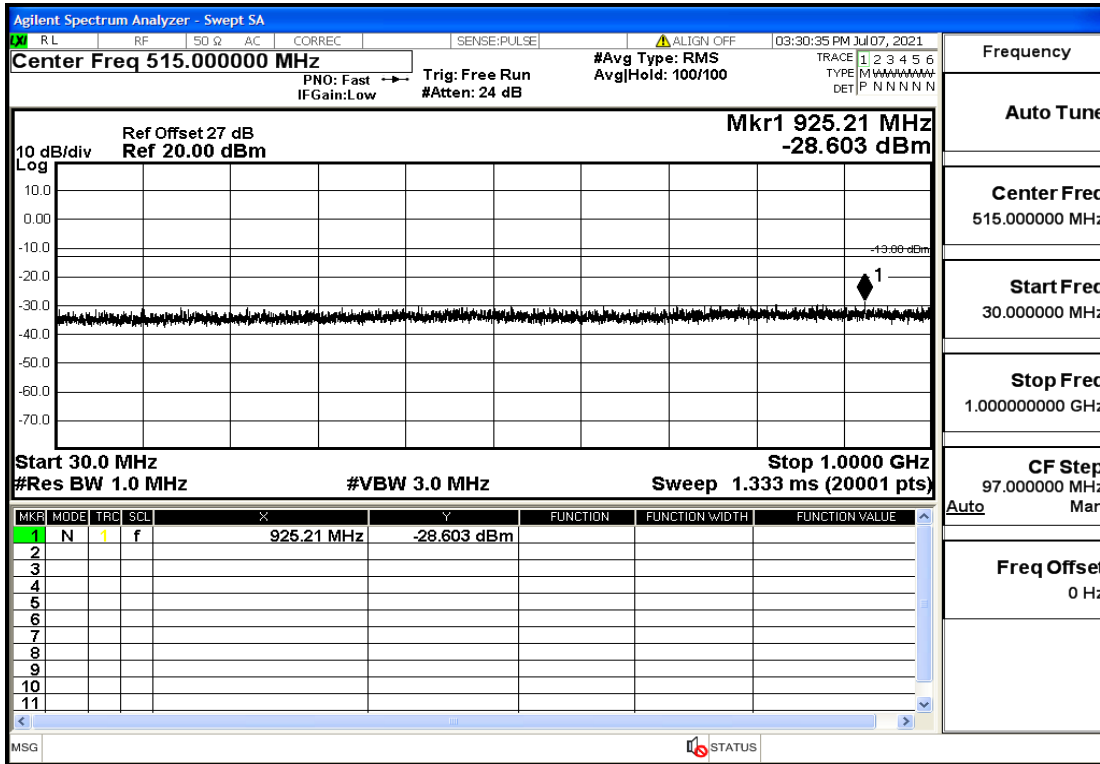 Agilent Spectrum Analyzer - Swept SA
LXI RL RF 50 Ω AC CORREC SENSE:PULSE ALIGN OFF 03:30:35 PM Jul 07, 2021
Center Freq 515.000000 MHz
PNO: Fast
IFGain:Low
Trig: Free Run
#Atten: 24 dB
#Avg Type: RMS
Avg|Hold: 100/100
TRACE 1 2 3 4 5 6
TYPE M
DET P N N N N N
Ref Offset 27 dB
Ref 20.00 dBm
10 dB/div
Log
Mkr1 925.21 MHz
-28.603 dBm
10.0
0.00
-10.0
-13.00 dBm
-20.0
1
-30.0
-40.0
-50.0
-60.0
-70.0
Start 30.0 MHz Stop 1.0000 GHz
#Res BW 1.0 MHz #VBW 3.0 MHz Sweep 1.333 ms (20001 pts)
MKR MODE TRC SCL X Y FUNCTION FUNCTION WIDTH FUNCTION VALUE
1 N 1 f 925.21 MHz -28.603 dBm
2
3
4
5
6
7
8
9
10
11
MSG STATUS
Frequency
Auto Tune
Center Freq
515.000000 MHz
Start Freq
30.000000 MHz
Stop Freq
1.000000000 GHz
CF Step
97.000000 MHz
Auto Man
Freq Offset
0 Hz